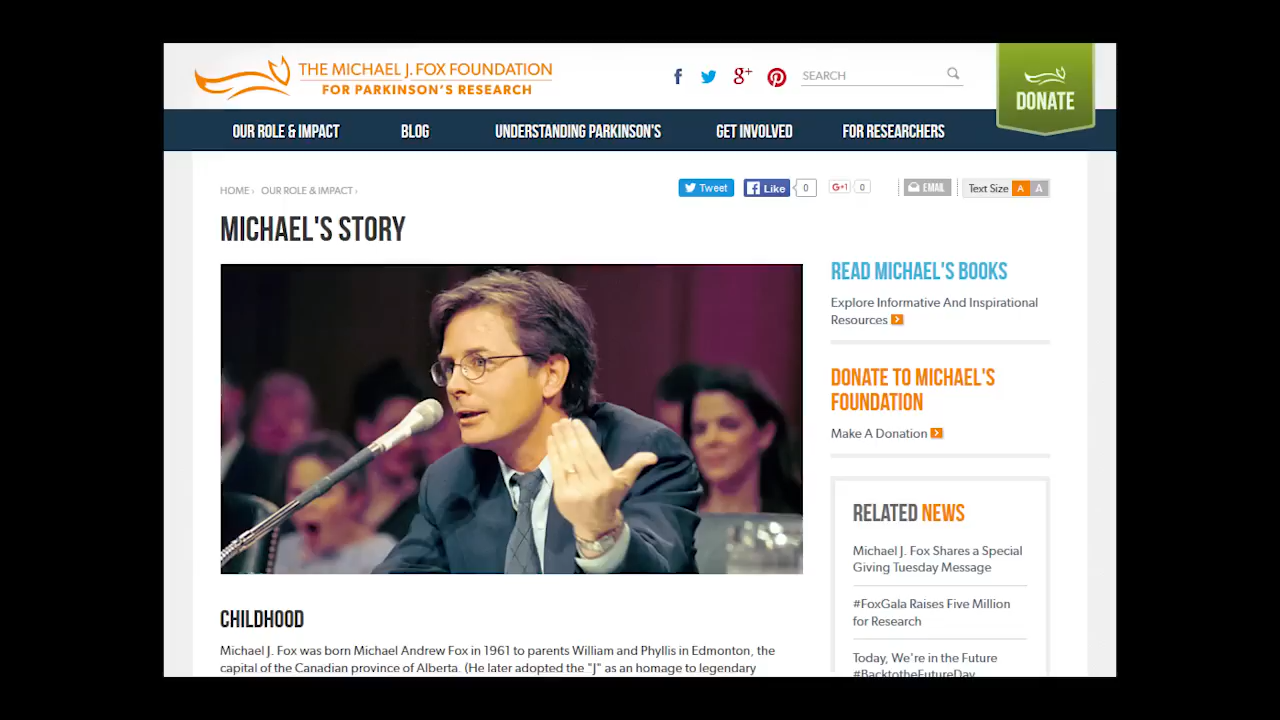 THE MICHAEL J. FOX FOUNDATION
FOR PARKINSON'S RESEARCH
SEARCH
DONATE
OUR ROLE & IMPACT
BLOG
UNDERSTANDING PARKINSON'S
GET INVOLVED
FOR RESEARCHERS
HOME ›
OUR ROLE & IMPACT ›
Tweet
Like
0
G+1
0
EMAIL
Text Size A A
MICHAEL'S STORY
READ MICHAEL'S BOOKS
Explore Informative And Inspirational
Resources
DONATE TO MICHAEL'S
FOUNDATION
Make A Donation
RELATED NEWS
Michael J. Fox Shares a Special
Giving Tuesday Message
#FoxGala Raises Five Million
for Research
Today, We're in the Future
#BacktotheFutureDay
CHILDHOOD
Michael J. Fox was born Michael Andrew Fox in 1961 to parents William and Phyllis in Edmonton, the
capital of the Canadian province of Alberta. (He later adopted the "J" as an homage to legendary